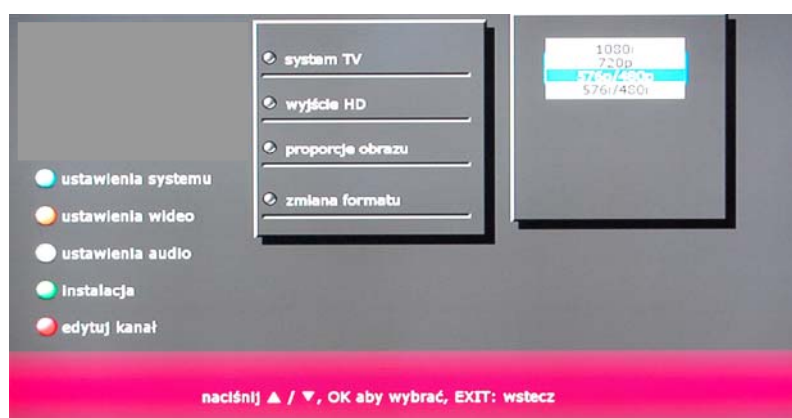 system TV
wyjście HD
proporcje obrazu
zmiana formatu
1080i
720p
576p/480p
576i/480i
ustawienia systemu
ustawienia wideo
ustawienia audio
instalacja
edytuj kanał
naciśnij ▲ / ▼, OK aby wybrać, EXIT: wstecz